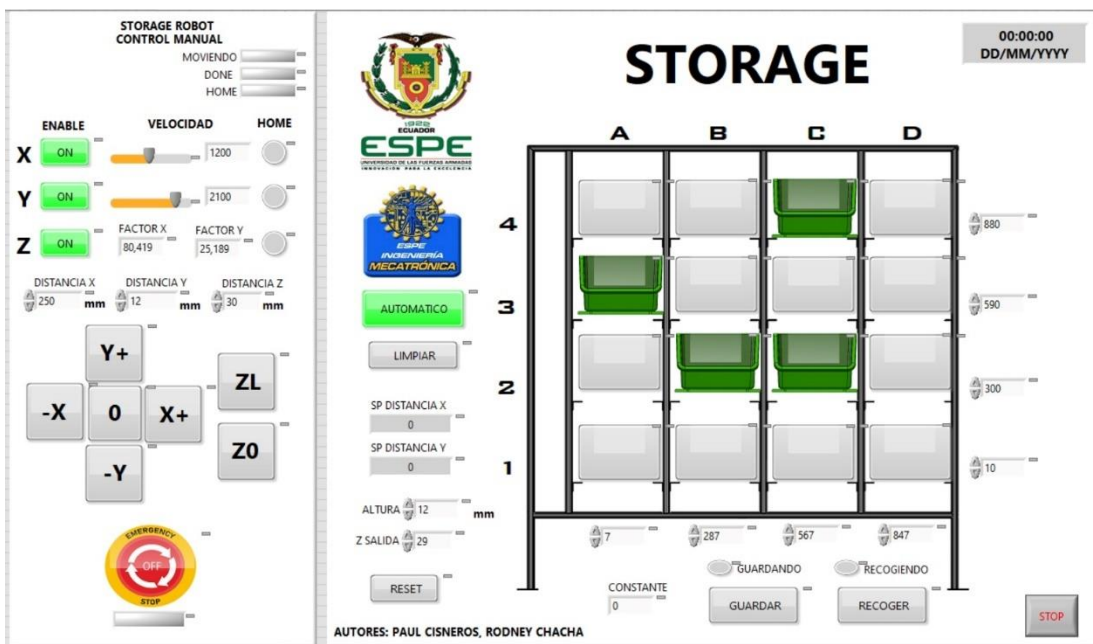 STORAGE ROBOT
CONTROL MANUAL
MOVIENDO
DONE
HOME
ENABLE VELOCIDAD HOME
X ON 1200
Y ON 2100
Z ON
FACTOR X FACTOR Y
80,419 25,189
DISTANCIA X DISTANCIA Y DISTANCIA Z
250 mm 12 mm 30 mm
Y+
-X 0 X+
-Y
ZL
Z0
EMERGENCY
OFF
STOP
1922
ECUADOR
ESPE
UNIVERSIDAD DE LAS FUERZAS ARMADAS
INNOVACIÓN PARA LA EXCELENCIA
ESPE
INGENIERÍA
MECATRÓNICA
AUTOMATICO
LIMPIAR
SP DISTANCIA X
0
SP DISTANCIA Y
0
ALTURA 12 mm
Z SALIDA 29
RESET
STORAGE
00:00:00
DD/MM/YYYY
A B C D
4 880
3 590
2 300
1 10
7 287 567 847
GUARDANDO RECOGIENDO
CONSTANTE
0
GUARDAR RECOGER
STOP
AUTORES: PAUL CISNEROS, RODNEY CHACHA